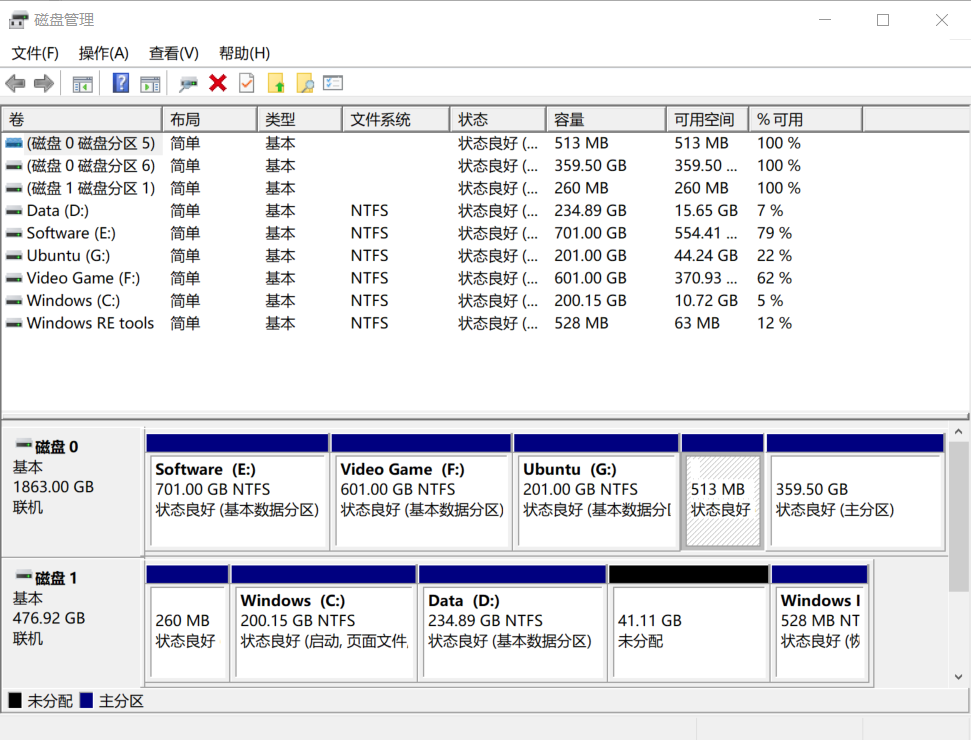 磁盘管理
文件(F) 操作(A) 查看(V) 帮助(H)
卷 布局 类型 文件系统 状态 容量 可用空间 % 可用
(磁盘 0 磁盘分区 5) 简单 基本 状态良好 (... 513 MB 513 MB 100 %
(磁盘 0 磁盘分区 6) 简单 基本 状态良好 (... 359.50 GB 359.50 ... 100 %
(磁盘 1 磁盘分区 1) 简单 基本 状态良好 (... 260 MB 260 MB 100 %
Data (D:) 简单 基本 NTFS 状态良好 (... 234.89 GB 15.65 GB 7 %
Software (E:) 简单 基本 NTFS 状态良好 (... 701.00 GB 554.41 ... 79 %
Ubuntu (G:) 简单 基本 NTFS 状态良好 (... 201.00 GB 44.24 GB 22 %
Video Game (F:) 简单 基本 NTFS 状态良好 (... 601.00 GB 370.93 ... 62 %
Windows (C:) 简单 基本 NTFS 状态良好 (... 200.15 GB 10.72 GB 5 %
Windows RE tools 简单 基本 NTFS 状态良好 (... 528 MB 63 MB 12 %
磁盘 0
基本
1863.00 GB
联机
Software (E:)
701.00 GB NTFS
状态良好 (基本数据分区)
Video Game (F:)
601.00 GB NTFS
状态良好 (基本数据分区)
Ubuntu (G:)
201.00 GB NTFS
状态良好 (基本数据分区
513 MB
状态良好
359.50 GB
状态良好 (主分区)
磁盘 1
基本
476.92 GB
联机
260 MB
状态良好
Windows (C:)
200.15 GB NTFS
状态良好 (启动, 页面文件,
Data (D:)
234.89 GB NTFS
状态良好 (基本数据分区)
41.11 GB
未分配
Windows
528 MB NT
状态良好 (恢
未分配 主分区